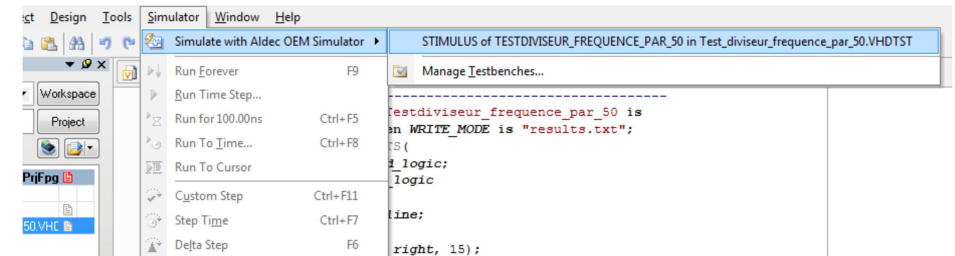 Design Tools Simulator Window Help
Simulate with Aldec OEM Simulator
STIMULUS of TESTDIVISEUR_FREQUENCE_PAR_50 in Test_diviseur_frequence_par_50.VHDTST
Run Forever F9
Manage Testbenches...
Workspace
Run Time Step...
Project
Run for 100.00ns Ctrl+F5
Run To Time... Ctrl+F8
Run To Cursor
PrjFpg
Custom Step Ctrl+F11
50.VHD
Step Time Ctrl+F7
Delta Step F6
Testdiviseur_frequence_par_50 is
en WRITE_MODE is "results.txt";
TS(
d_logic;
_logic
line;
right, 15);